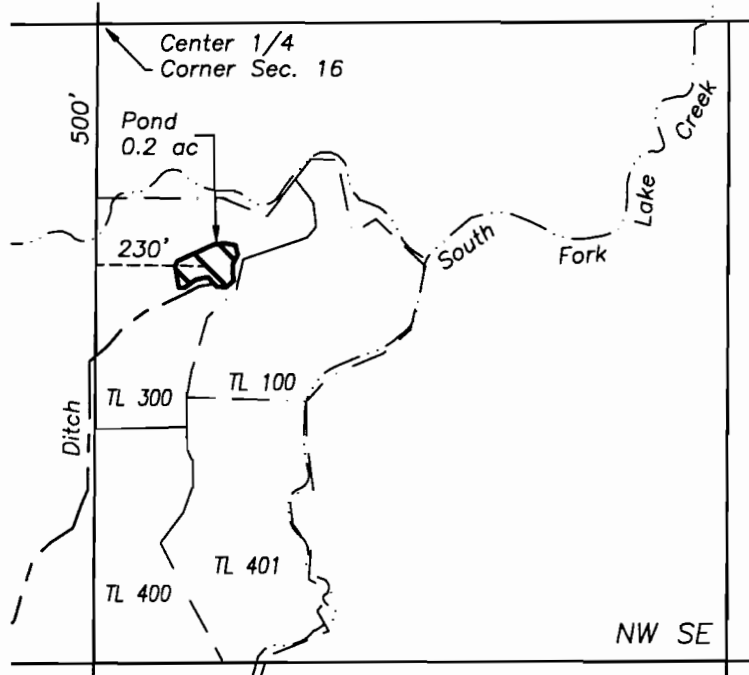 Center 1/4
Corner Sec. 16
500'
Pond
0.2 ac
Creek
Lake
230'
South
Fork
TL 300
TL 100
Ditch
TL 401
TL 400
NW SE